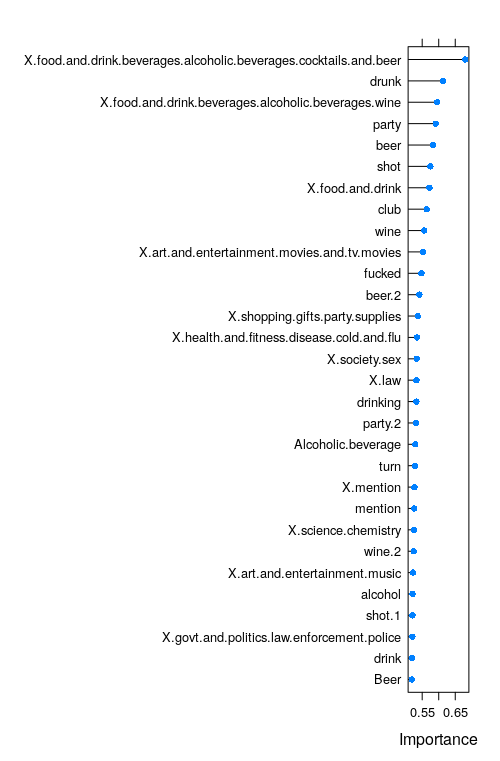 X.food.and.drink.beverages.alcoholic.beverages.cocktails.and.beer
drunk
X.food.and.drink.beverages.alcoholic.beverages.wine
party
beer
shot
X.food.and.drink
club
wine
X.art.and.entertainment.movies.and.tv.movies
fucked
beer.2
X.shopping.gifts.party.supplies
X.health.and.fitness.disease.cold.and.flu
X.society.sex
X.law
drinking
party.2
Alcoholic.beverage
turn
X.mention
mention
X.science.chemistry
wine.2
X.art.and.entertainment.music
alcohol
shot.1
X.govt.and.politics.law.enforcement.police
drink
Beer
0.55 0.65
Importance